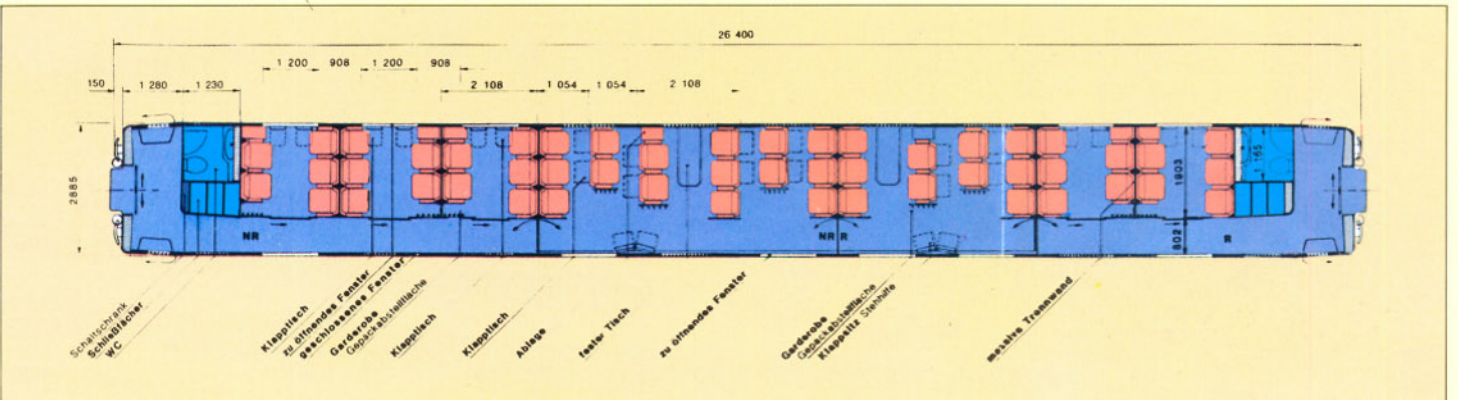 26 400
1 200 908 1 200 908
150 1 280 1 230 2 108 1 054 1 054 2 108
2885
1903
1 165
802
NR
NR R
R
Schaltschrank
Schließfächer
WC
Klapptisch
zu öffnendes Fenster
geschlossenes Fenster
Garderobe
Gepäckabstellfläche
Klapptisch
Klapptisch
Ablage
fester Tisch
zu öffnendes Fenster
Garderobe
Gepäckabstellfläche
Klappsitz Stehhilfe
massive Trennwand